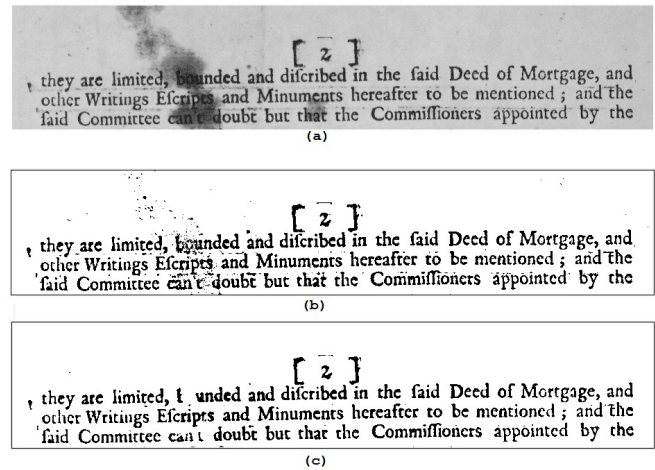 [ 2 ]
they are limited, bounded and diſcribed in the ſaid Deed of Mortgage, and
other Writings Eſcripts and Minuments hereafter to be mentioned ; and the
ſaid Committee can't doubt but that the Commiſſioners appointed by the
(a)
[ 2 ]
, they are limited, bounded and diſcribed in the ſaid Deed of Mortgage, and
other Writings Eſcripts and Minuments hereafter to be mentioned ; and the
ſaid Committee can't doubt but that the Commiſſioners appointed by the
(b)
[ 2 ]
, they are limited, unded and diſcribed in the ſaid Deed of Mortgage, and
other Writings Eſcripts and Minuments hereafter to be mentioned ; and the
ſaid Committee can t doubt but that the Commiſſioners appointed by the
(c)